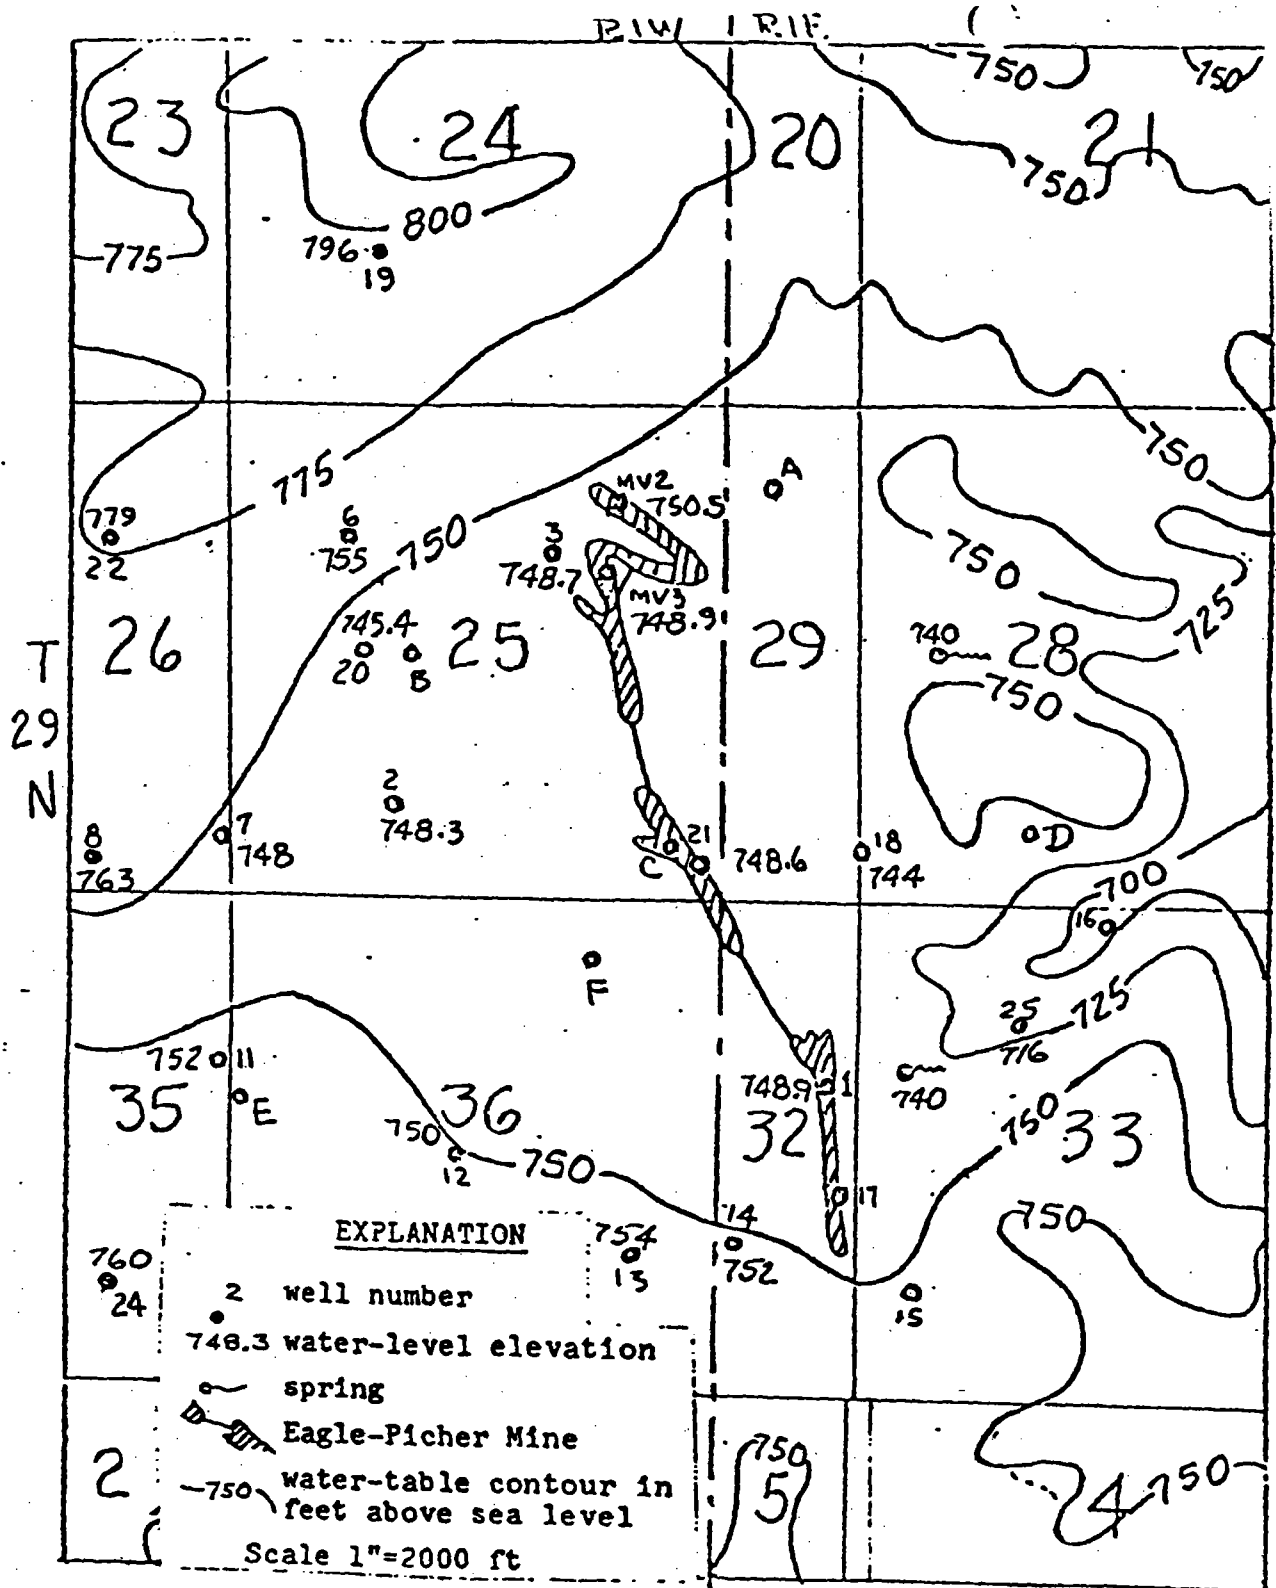 R.1W. R.1E.
750 750
23 24 20 21
750
800
796
19
775
775 750
MV2 A
779 6 3 750.5
22 755 750 748.7 750
MV3
748.9 725
T
29
N
26 745.4 25 29 740 28
20 B
750
2
748.3
8 7 21 18 D
763 748 C 748.6 744
700
16
F
725
25
752 11 716
35 E 36 748.9 1 740
750 32 750 33
12 750
17
14 750
760 754 752
24 13 15
EXPLANATION
2 well number
748.3 water-level elevation
spring
Eagle-Picher Mine
750 water-table contour in
feet above sea level
Scale 1"=2000 ft
2 750 5 4 750